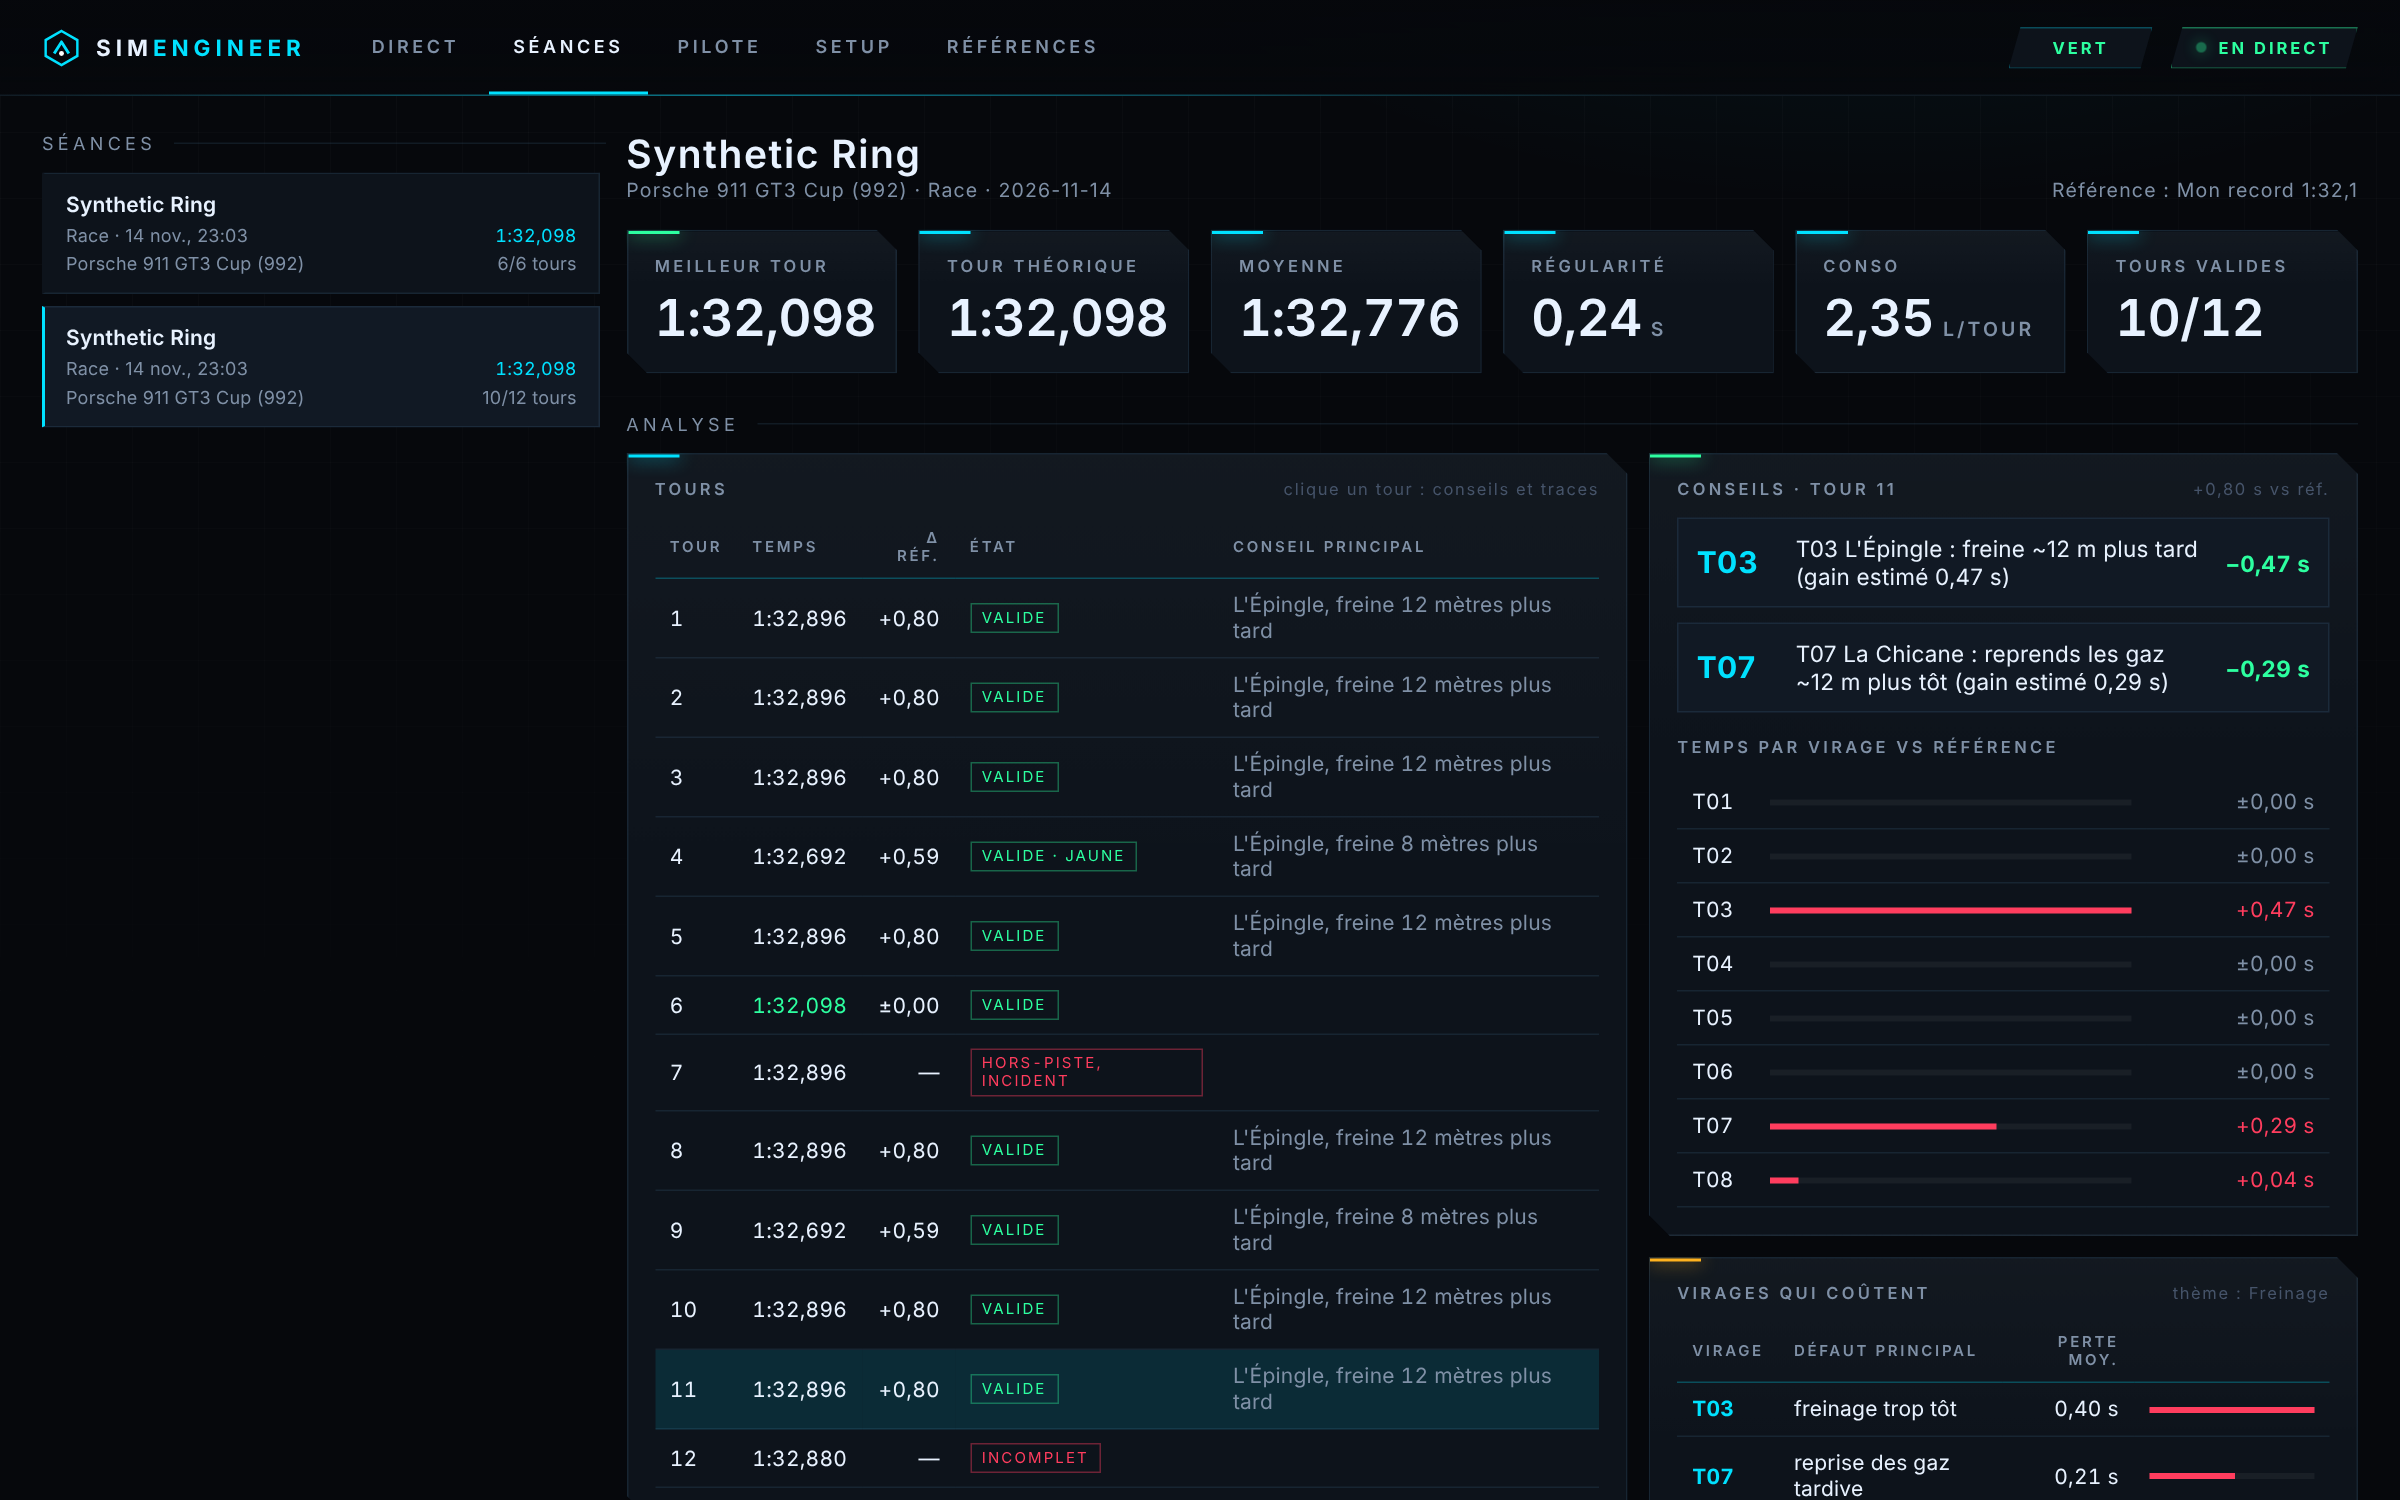 SIMENGINEER
DIRECT
SÉANCES
PILOTE
SETUP
RÉFÉRENCES
VERT
EN DIRECT
SÉANCES
Synthetic Ring
Race · 14 nov., 23:03 1:32,098
Porsche 911 GT3 Cup (992) 6/6 tours
Synthetic Ring
Race · 14 nov., 23:03 1:32,098
Porsche 911 GT3 Cup (992) 10/12 tours
Synthetic Ring
Porsche 911 GT3 Cup (992) · Race · 2026-11-14
Référence : Mon record 1:32,1
MEILLEUR TOUR
1:32,098
TOUR THÉORIQUE
1:32,098
MOYENNE
1:32,776
RÉGULARITÉ
0,24 S
CONSO
2,35 L/TOUR
TOURS VALIDES
10/12
ANALYSE
TOURS
clique un tour : conseils et traces
TOUR TEMPS Δ RÉF. ÉTAT CONSEIL PRINCIPAL
1 1:32,896 +0,80 VALIDE L'Épingle, freine 12 mètres plus
tard
2 1:32,896 +0,80 VALIDE L'Épingle, freine 12 mètres plus
tard
3 1:32,896 +0,80 VALIDE L'Épingle, freine 12 mètres plus
tard
4 1:32,692 +0,59 VALIDE · JAUNE L'Épingle, freine 8 mètres plus
tard
5 1:32,896 +0,80 VALIDE L'Épingle, freine 12 mètres plus
tard
6 1:32,098 ±0,00 VALIDE
7 1:32,896 — HORS-PISTE,
INCIDENT
8 1:32,896 +0,80 VALIDE L'Épingle, freine 12 mètres plus
tard
9 1:32,692 +0,59 VALIDE L'Épingle, freine 8 mètres plus
tard
10 1:32,896 +0,80 VALIDE L'Épingle, freine 12 mètres plus
tard
11 1:32,896 +0,80 VALIDE L'Épingle, freine 12 mètres plus
tard
12 1:32,880 — INCOMPLET
CONSEILS · TOUR 11
+0,80 s vs réf.
T03 T03 L'Épingle : freine ~12 m plus tard
(gain estimé 0,47 s) −0,47 s
T07 T07 La Chicane : reprends les gaz
~12 m plus tôt (gain estimé 0,29 s) −0,29 s
TEMPS PAR VIRAGE VS RÉFÉRENCE
T01 ±0,00 s
T02 ±0,00 s
T03 +0,47 s
T04 ±0,00 s
T05 ±0,00 s
T06 ±0,00 s
T07 +0,29 s
T08 +0,04 s
VIRAGES QUI COÛTENT
thème : Freinage
VIRAGE DÉFAUT PRINCIPAL PERTE MOY.
T03 freinage trop tôt 0,40 s
T07 reprise des gaz
tardive 0,21 s